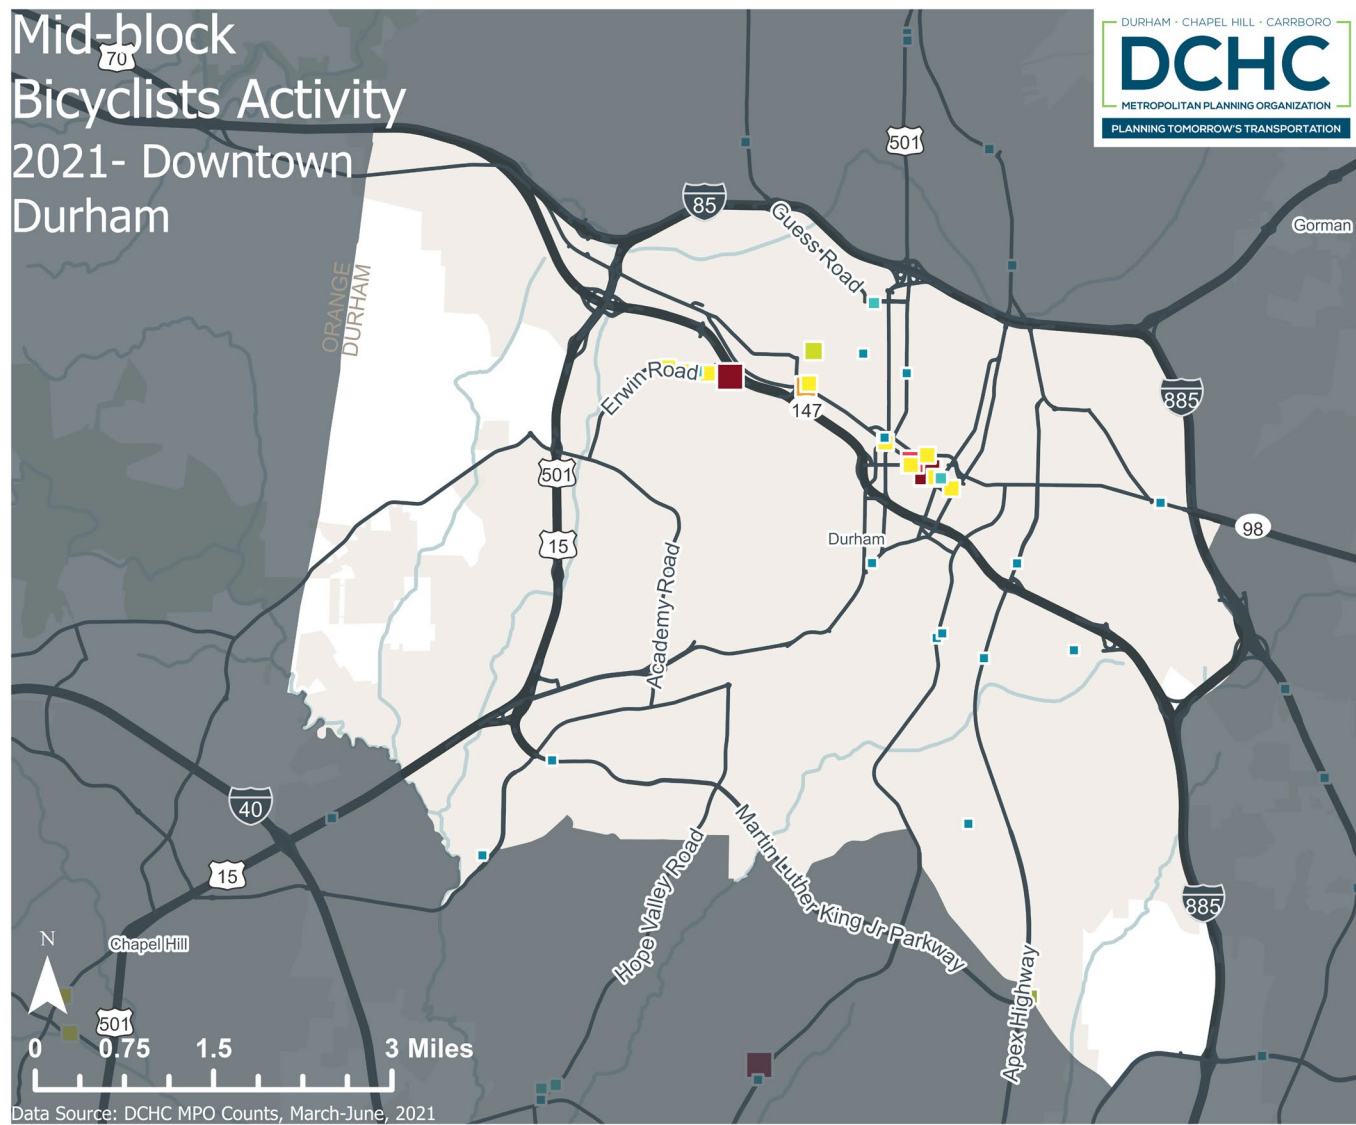 Mid-block
Bicyclists Activity
2021- Downtown
Durham
DURHAM · CHAPEL HILL · CARRBORO
DCHC
METROPOLITAN PLANNING ORGANIZATION
PLANNING TOMORROW'S TRANSPORTATION
70
501
85
Guess Road
Gorman
ORANGE
DURHAM
Erwin Road
885
147
501
98
15
Durham
Academy Road
40
15
Martin Luther King Jr Parkway
Hope Valley Road
885
Chapel Hill
N
Apex Highway
501
0 0.75 1.5 3 Miles
Data Source: DCHC MPO Counts, March-June, 2021